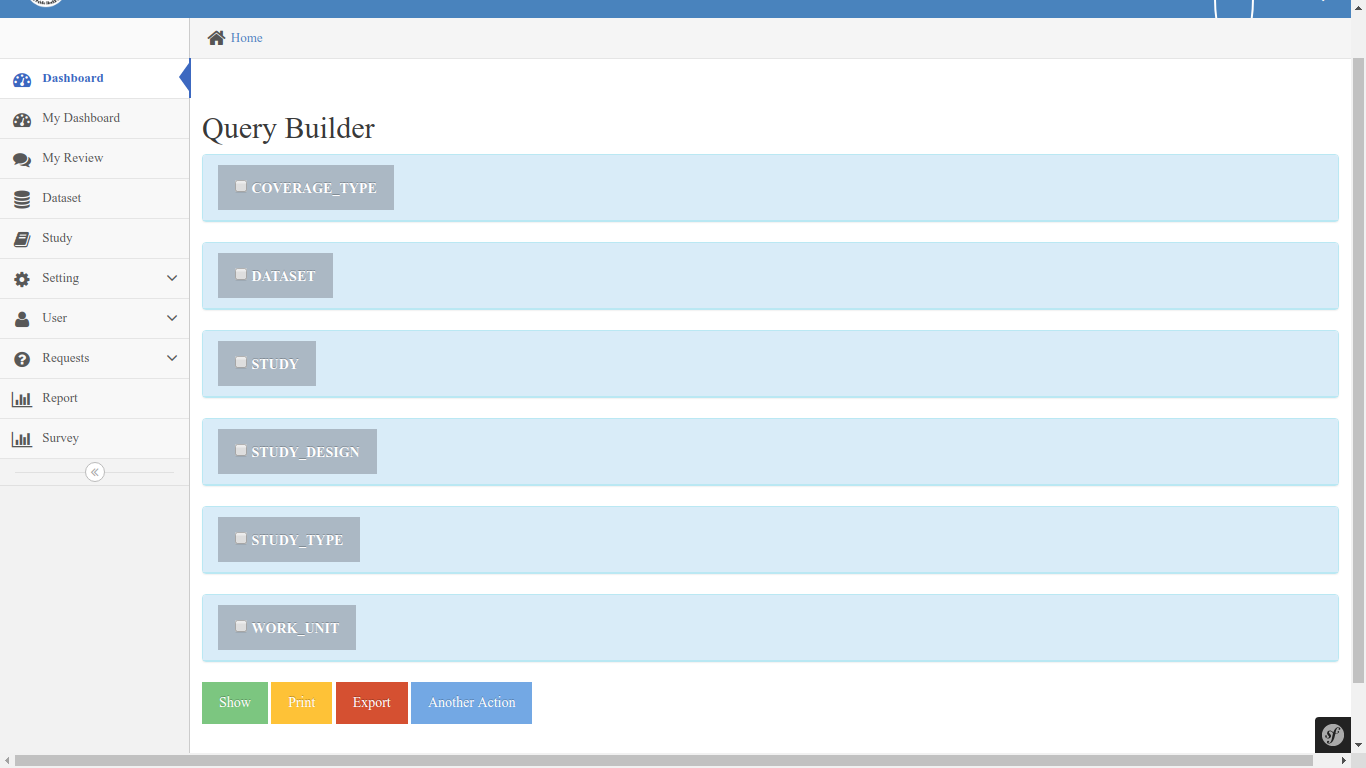 Home
Dashboard
My Dashboard
My Review
Dataset
Study
Setting
User
Requests
Report
Survey
Query Builder
COVERAGE_TYPE
DATASET
STUDY
STUDY_DESIGN
STUDY_TYPE
WORK_UNIT
Show Print Export Another Action
sf